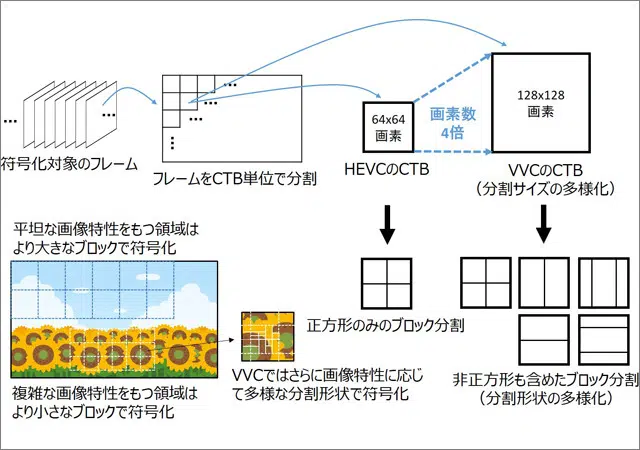 符号化対象のフレーム
フレームをCTB単位で分割
64x64
画素
HEVCのCTB
画素数
4倍
128x128
画素
VVCのCTB
(分割サイズの多様化)
平坦な画像特性をもつ領域は
より大きなブロックで符号化
複雑な画像特性をもつ領域は
より小さなブロックで符号化
VVCではさらに画像特性に応じ
て多様な分割形状で符号化
正方形のみのブロック分割
非正方形も含めたブロック分割
(分割形状の多様化)